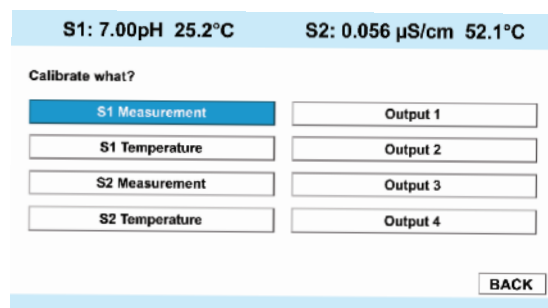 S1: 7.00pH 25.2°C S2: 0.056 µS/cm 52.1°C
Calibrate what?
S1 Measurement Output 1
S1 Temperature Output 2
S2 Measurement Output 3
S2 Temperature Output 4
BACK